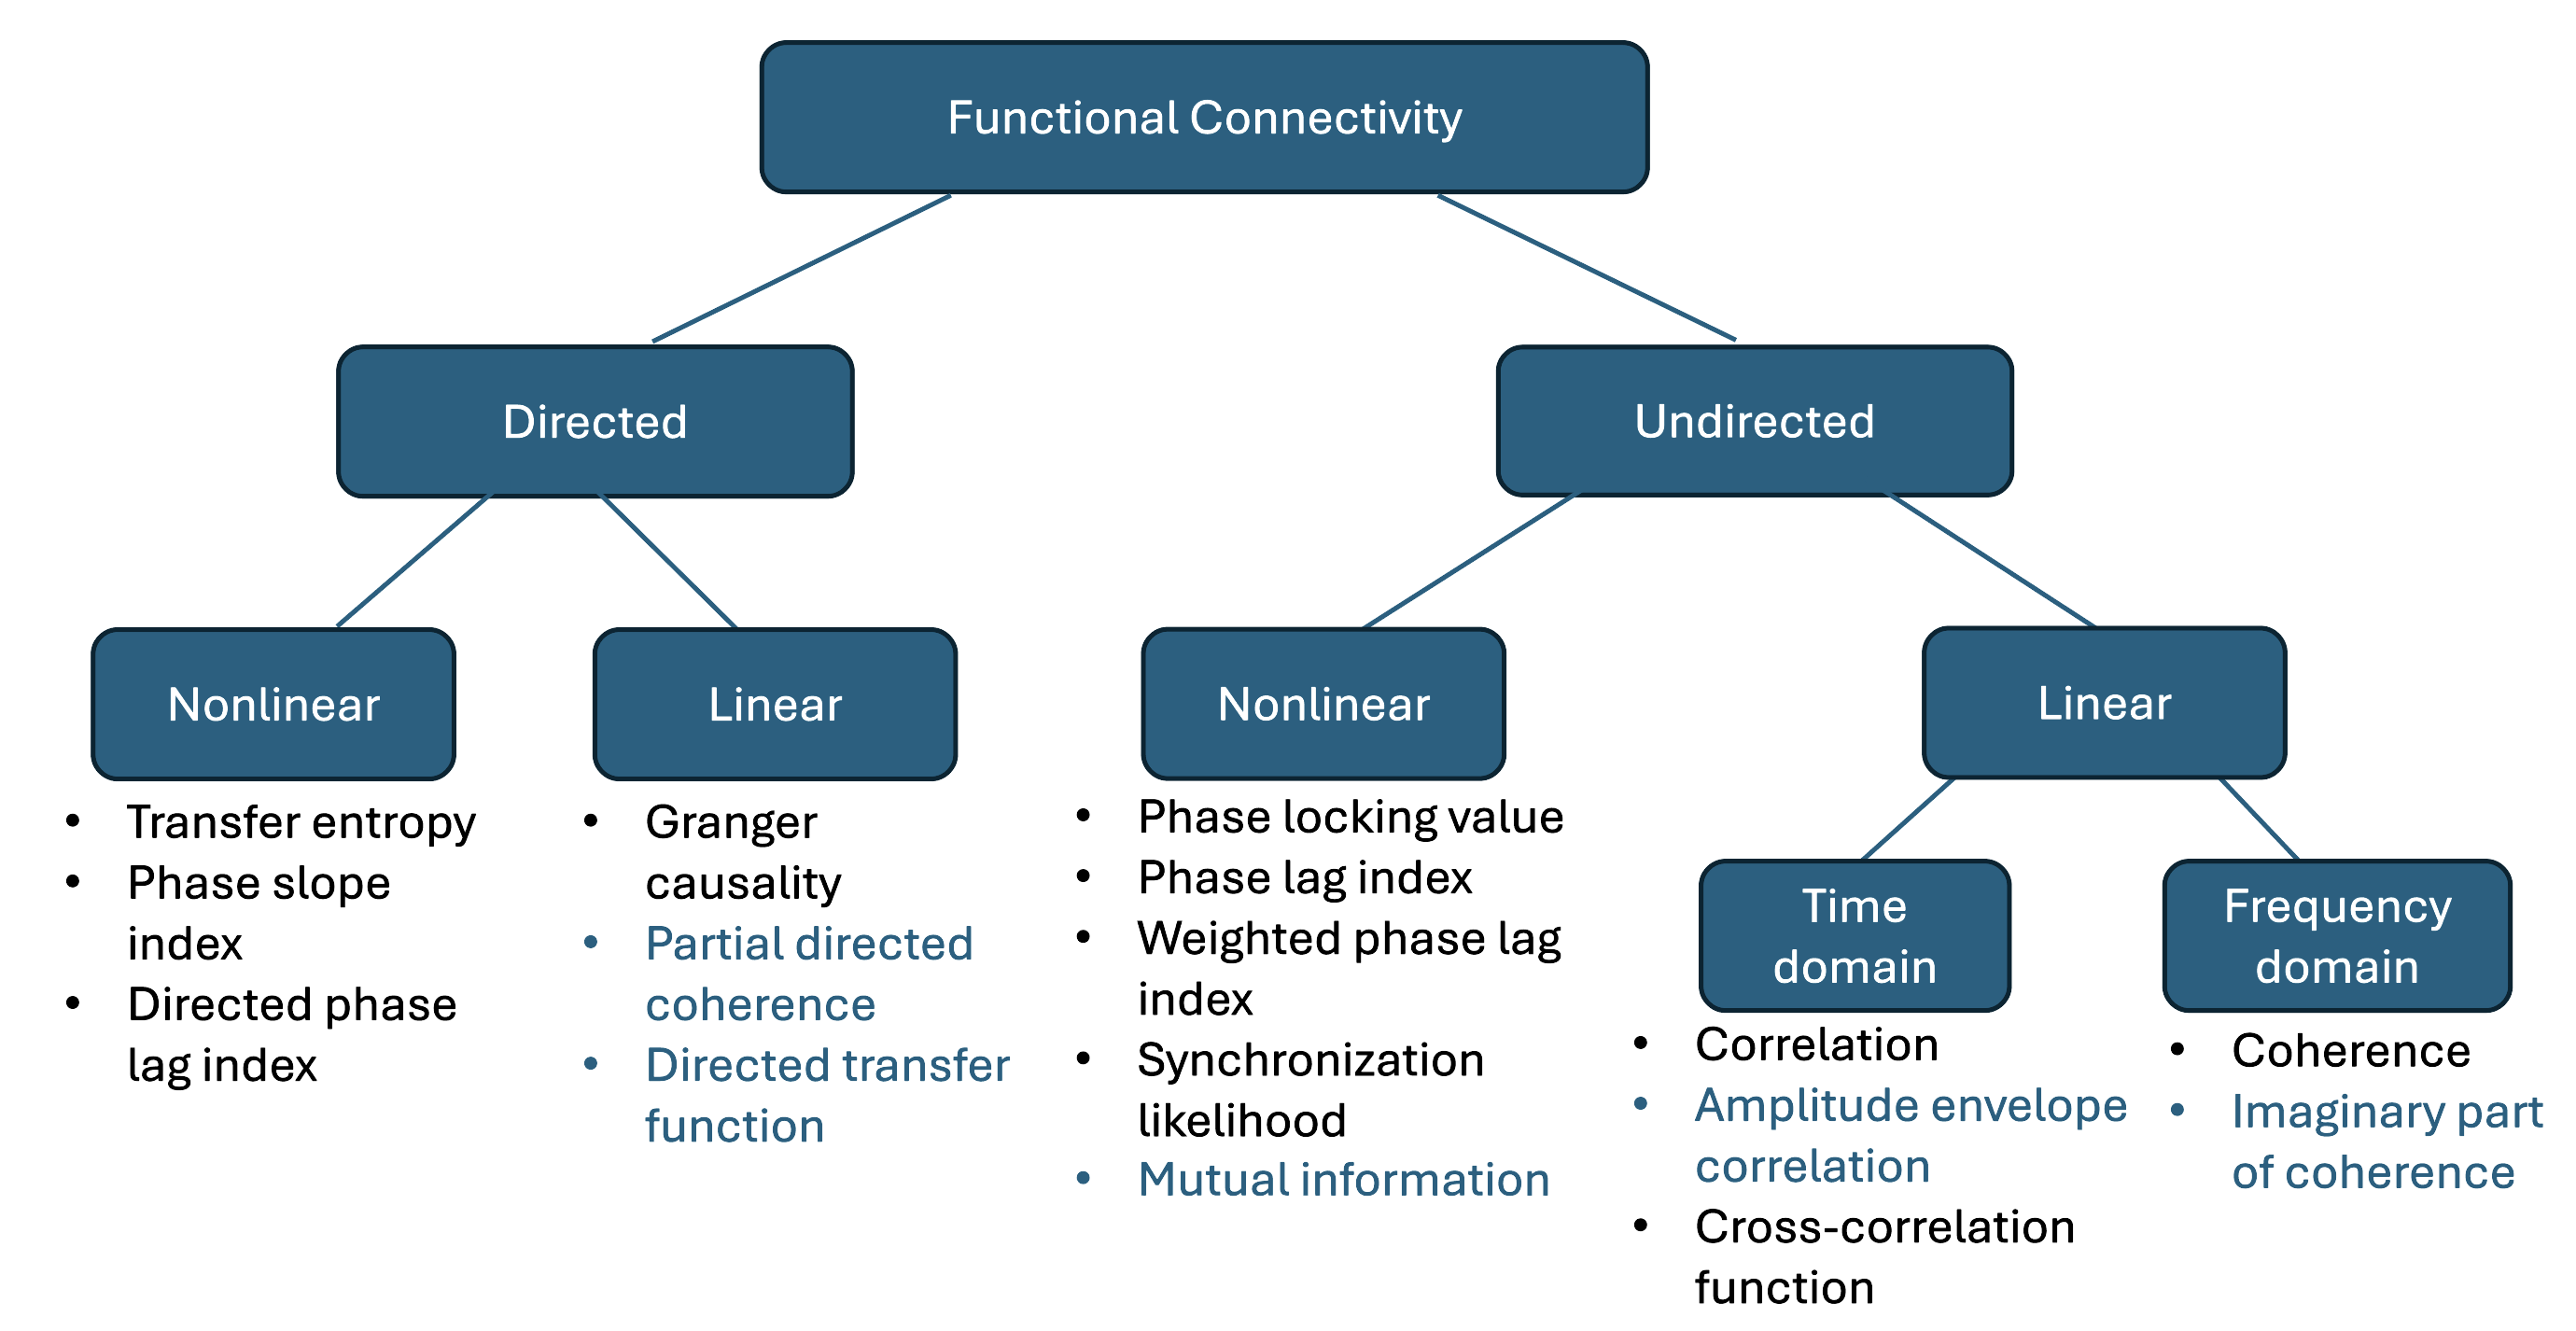 Functional Connectivity
Directed
Undirected
Nonlinear
Linear
Nonlinear
Linear
• Transfer entropy
• Phase slope
index
• Directed phase
lag index
• Granger
causality
• Partial directed
coherence
• Directed transfer
function
• Phase locking value
• Phase lag index
• Weighted phase lag
index
• Synchronization
likelihood
• Mutual information
Time
domain
• Correlation
• Amplitude envelope
correlation
• Cross-correlation
function
Frequency
domain
• Coherence
• Imaginary part
of coherence